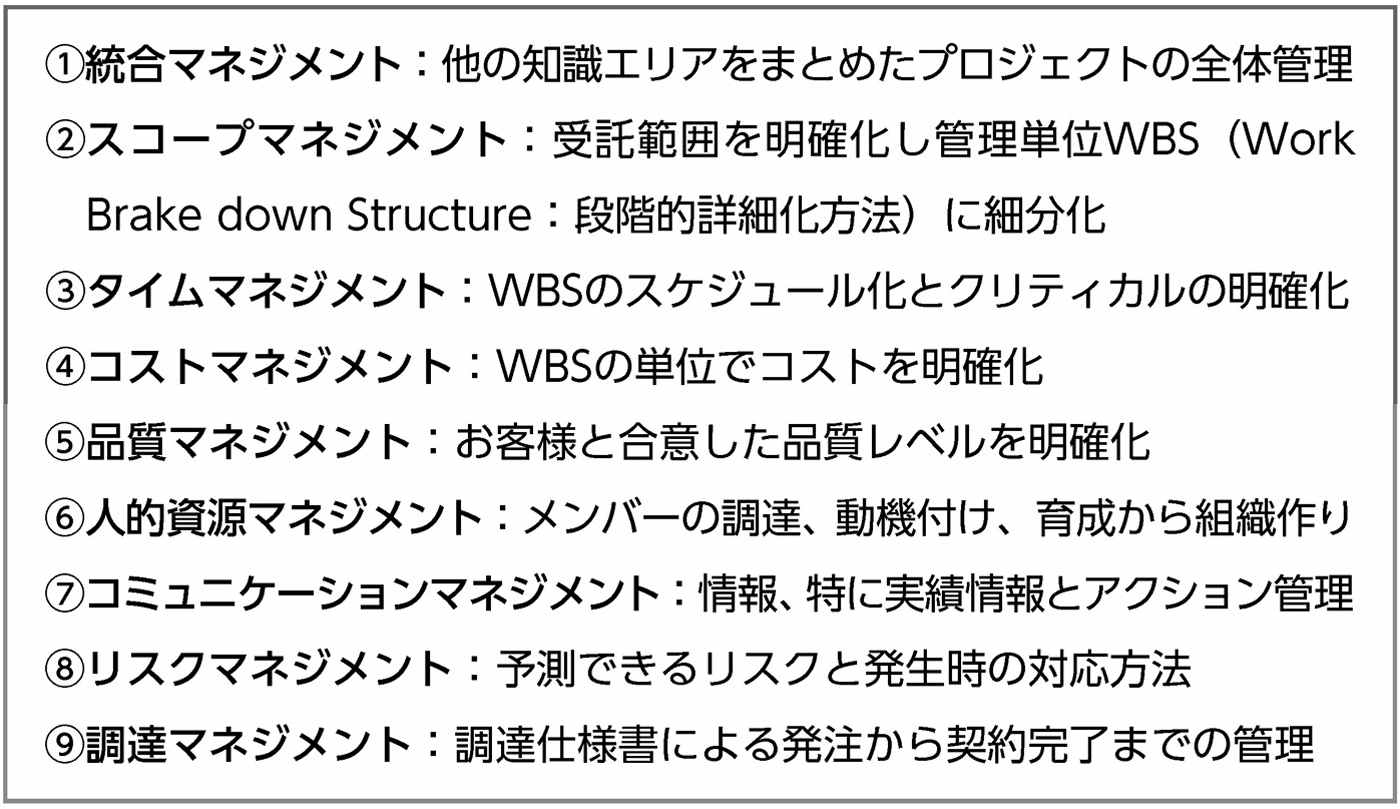 ①統合マネジメント：他の知識エリアをまとめたプロジェクトの全体管理
②スコープマネジメント：受託範囲を明確化し管理単位WBS（Work
Brake down Structure：段階的詳細化方法）に細分化
③タイムマネジメント：WBSのスケジュール化とクリティカルの明確化
④コストマネジメント：WBSの単位でコストを明確化
⑤品質マネジメント：お客様と合意した品質レベルを明確化
⑥人的資源マネジメント：メンバーの調達、動機付け、育成から組織作り
⑦コミュニケーションマネジメント：情報、特に実績情報とアクション管理
⑧リスクマネジメント：予測できるリスクと発生時の対応方法
⑨調達マネジメント：調達仕様書による発注から契約完了までの管理